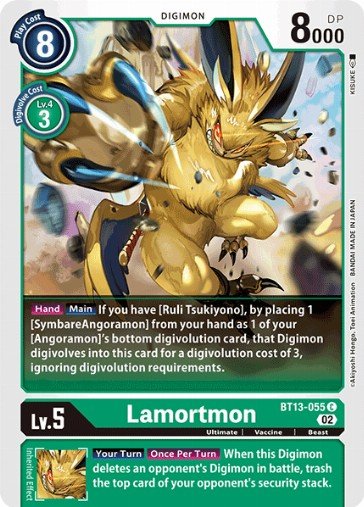 Play Cost
8
DIGIMON
DP
8000
Digivolve Cost
Lv.4
3
KISUKE
©Akiyoshi Hongo, Toei Animation BANDAI MADE IN JAPAN
Hand Main If you have [Ruli Tsukiyono], by placing 1
[SymbareAngoramon] from your hand as 1 of your
[Angoramon]'s bottom digivolution card, that Digimon
digivolves into this card for a digivolution cost of 3,
ignoring digivolution requirements.
BT13-055 C
Lv.5
Lamortmon
02
Ultimate | Vaccine | Beast
Inherited Effect
Your Turn Once Per Turn When this Digimon
deletes an opponent's Digimon in battle, trash
the top card of your opponent's security stack.